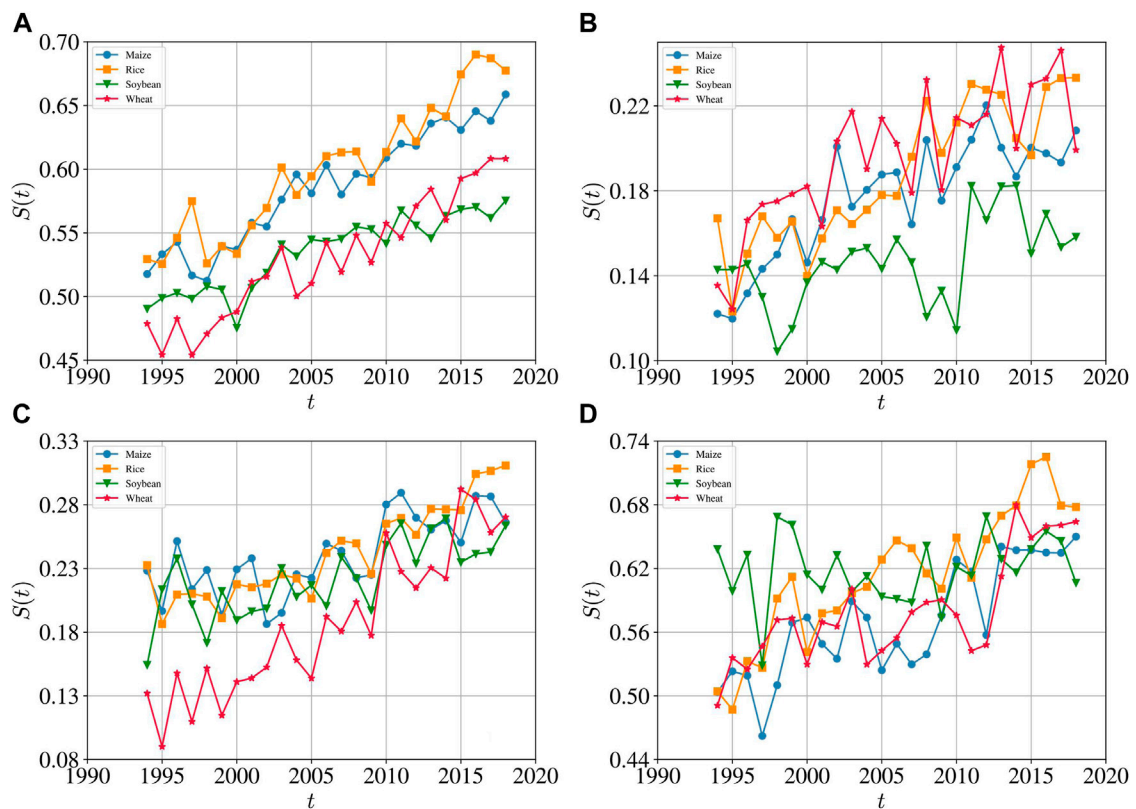 A
0.70
0.65
0.60
0.55
0.50
0.45
S(t)
Maize
Rice
Soybean
Wheat
1990 1995 2000 2005 2010 2015 2020
t
B
0.22
0.18
0.14
0.10
S(t)
Maize
Rice
Soybean
Wheat
1990 1995 2000 2005 2010 2015 2020
t
C
0.33
0.28
0.23
0.18
0.13
0.08
S(t)
Maize
Rice
Soybean
Wheat
1990 1995 2000 2005 2010 2015 2020
t
D
0.74
0.68
0.62
0.56
0.50
0.44
S(t)
Maize
Rice
Soybean
Wheat
1990 1995 2000 2005 2010 2015 2020
t